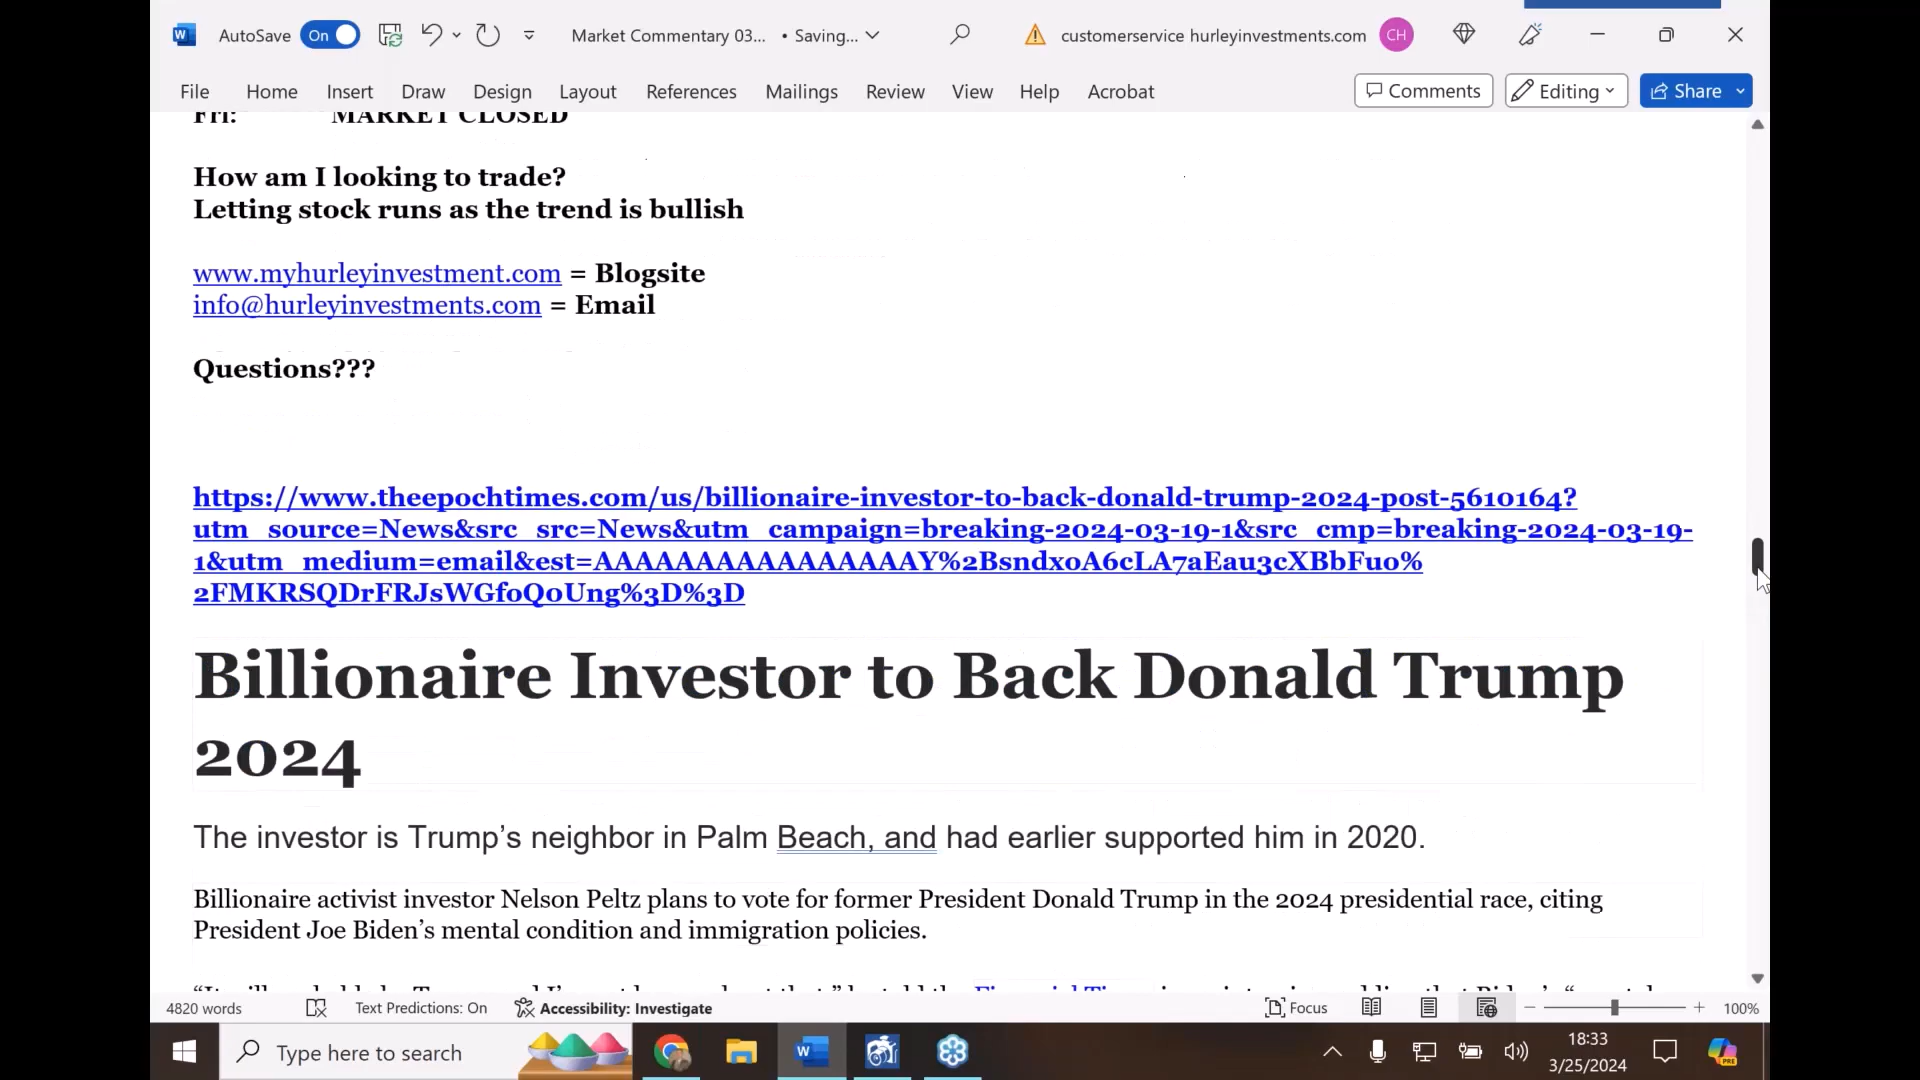 AutoSave On Market Commentary 03... • Saving... customerservice hurleyinvestments.com CH
File Home Insert Draw Design Layout References Mailings Review View Help Acrobat Comments Editing Share
Fri: MARKET CLOSED
How am I looking to trade?
Letting stock runs as the trend is bullish
www.myhurleyinvestment.com = Blogsite
info@hurleyinvestments.com = Email
Questions???
https://www.theepochtimes.com/us/billionaire-investor-to-back-donald-trump-2024-post-5610164?
utm_source=News&src_src=News&utm_campaign=breaking-2024-03-19-1&src_cmp=breaking-2024-03-19-
1&utm_medium=email&est=AAAAAAAAAAAAAAAAY%2BsndxoA6cLA7aEau3cXBbFuo%
2FMKRSQDrFRJsWGfoQoUng%3D%3D
Billionaire Investor to Back Donald Trump
2024
The investor is Trump’s neighbor in Palm Beach, and had earlier supported him in 2020.
Billionaire activist investor Nelson Peltz plans to vote for former President Donald Trump in the 2024 presidential race, citing
President Joe Biden’s mental condition and immigration policies.
4820 words Text Predictions: On Accessibility: Investigate Focus 100%
Type here to search 18:33
3/25/2024